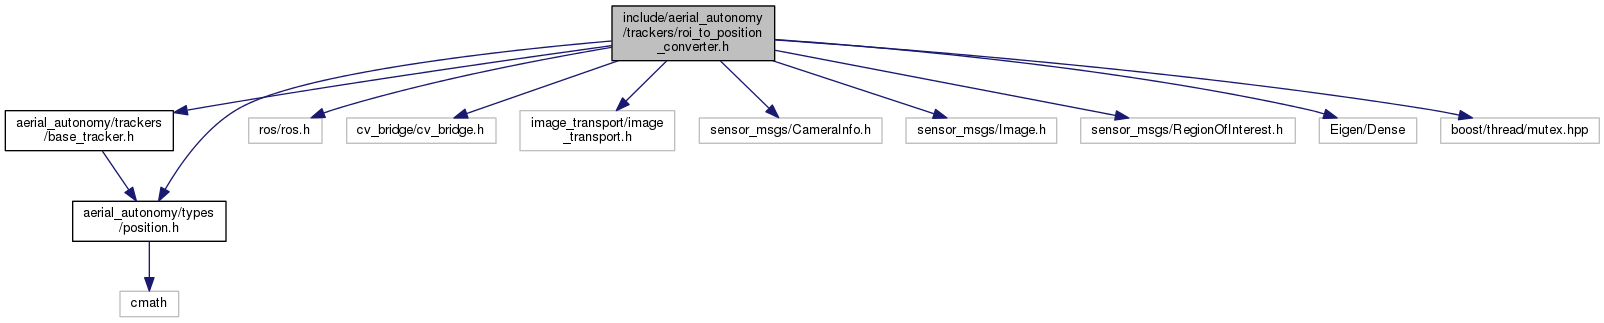 include/aerial_autonomy
/trackers/roi_to_position
_converter.h
aerial_autonomy/trackers
/base_tracker.h
ros/ros.h
cv_bridge/cv_bridge.h
image_transport/image
_transport.h
sensor_msgs/CameraInfo.h
sensor_msgs/Image.h
sensor_msgs/RegionOfInterest.h
Eigen/Dense
boost/thread/mutex.hpp
aerial_autonomy/types
/position.h
cmath